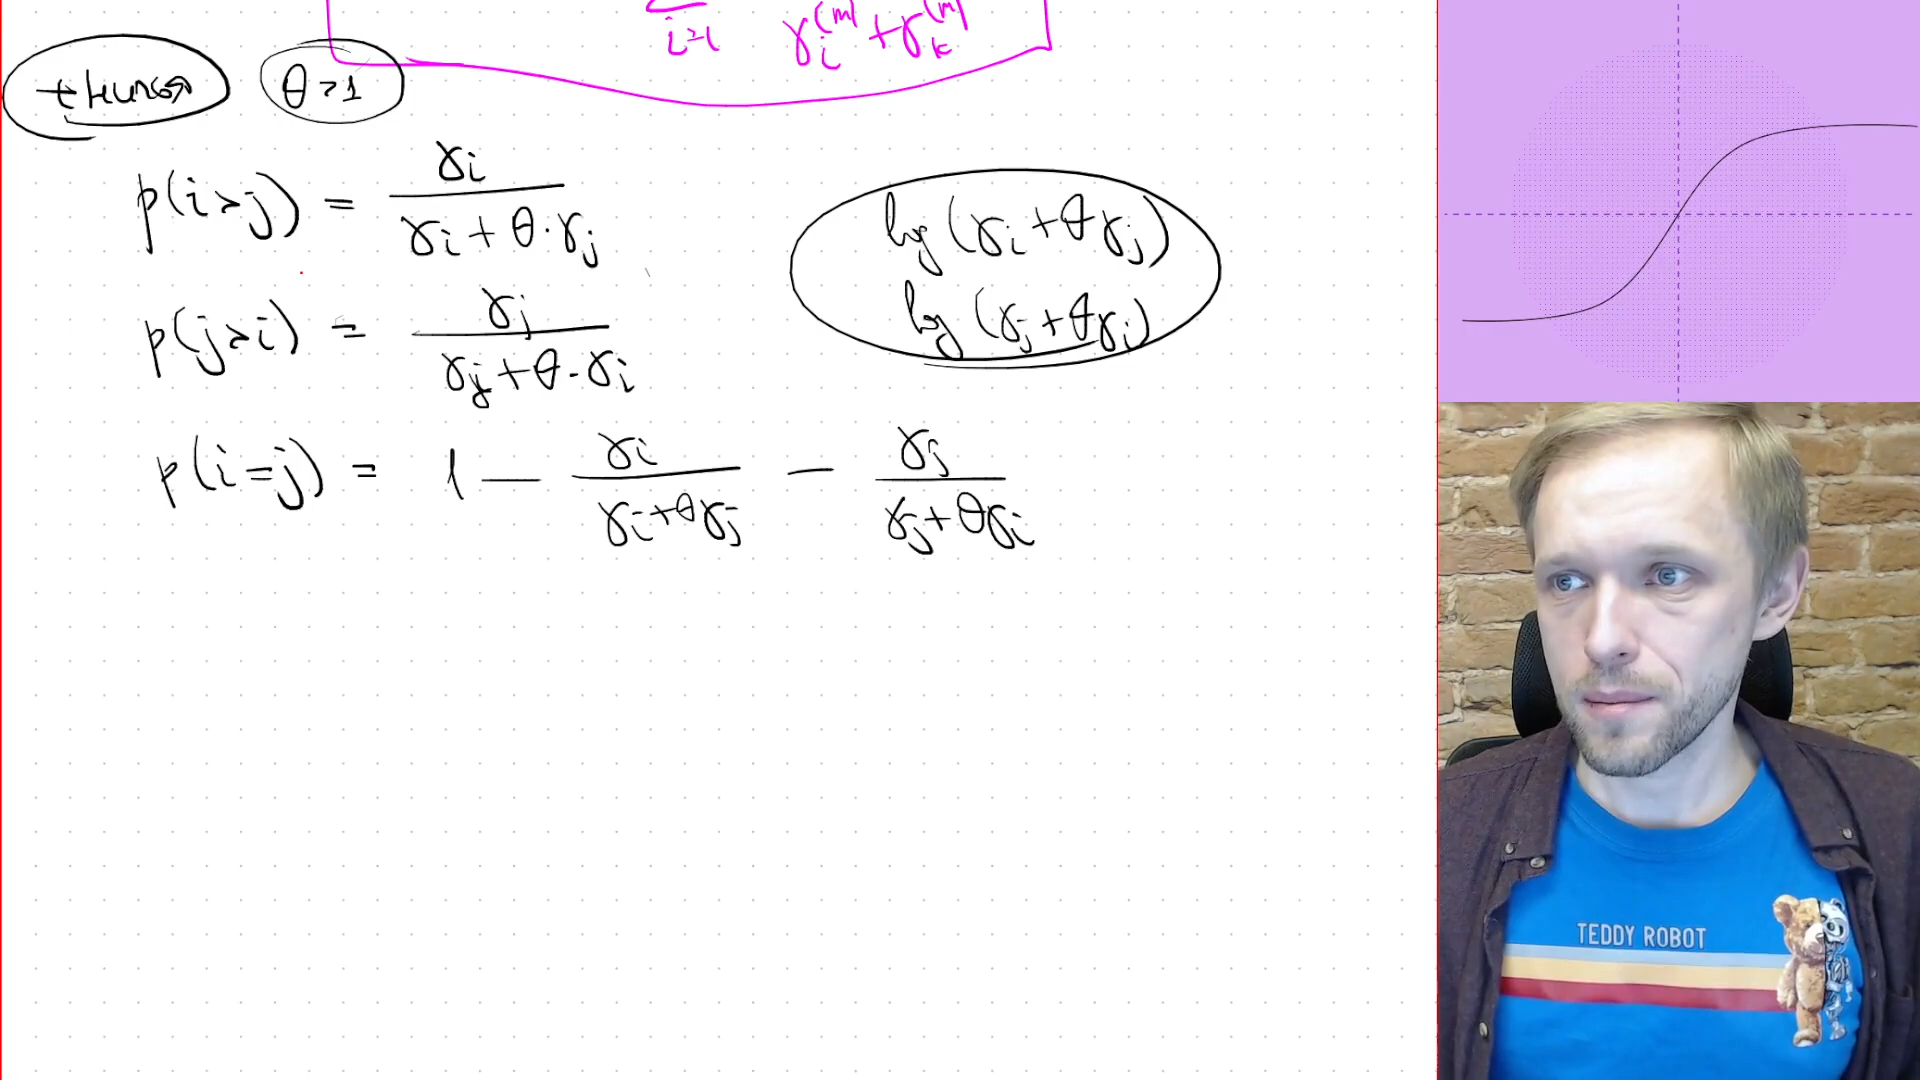 i=1 γ_i^(m) + γ_k^(m)
+ ничья θ>1
p(i>j) = γ_i / (γ_i + θ·γ_j)
log(γ_i + θγ_j)
p(j>i) = γ_j / (γ_j + θ·γ_i)
log(γ_j + θγ_i)
p(i=j) = 1 — γ_i / (γ_i + θγ_j) — γ_j / (γ_j + θγ_i)
TEDDY ROBOT